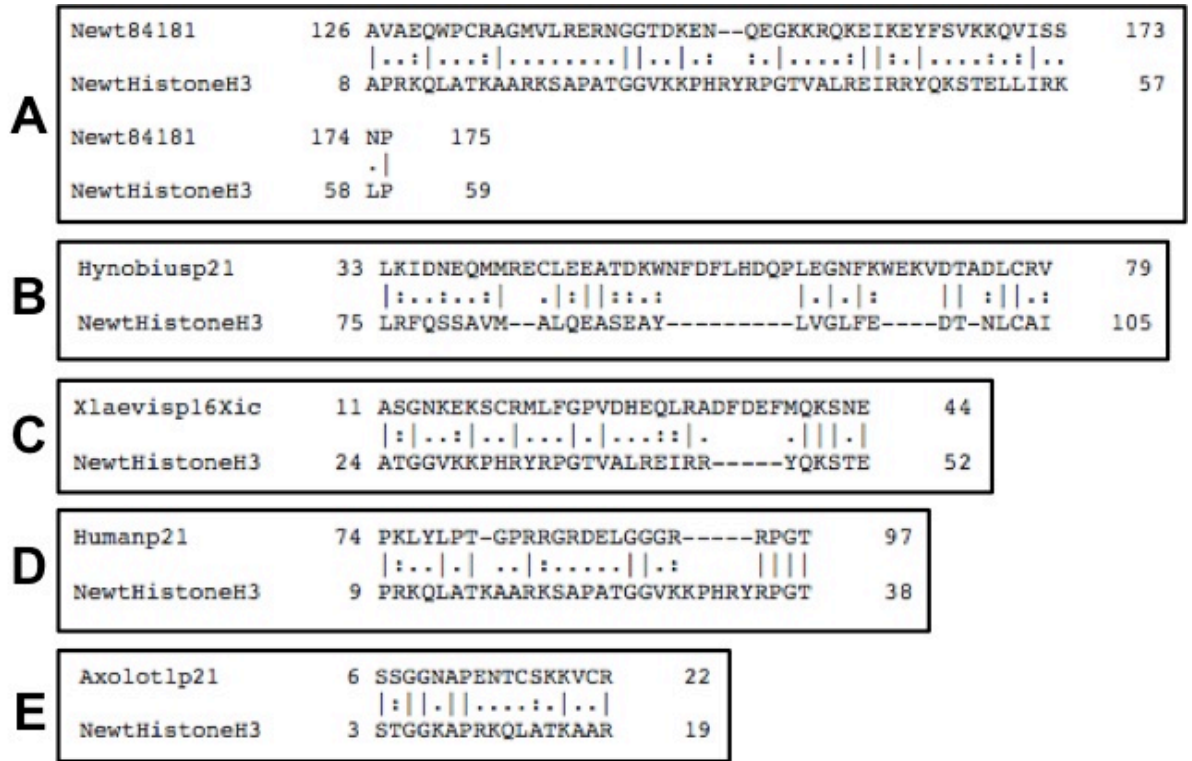 A
Newt84181 126 AVAEQWPCRAGMVLRERNGGTDKEN--QEGKKRQKEIKEYFSVKKQVISS 173
|..:|...:|........||..|.:  :.|....:||:.|....:.:|..
NewtHistoneH3 8 APRKQLATKAARKSAPATGGVKKPHRYRPGTVALREIRRYQKSTELLIRK 57
Newt84181 174 NP 175
.|
NewtHistoneH3 58 LP 59
B
Hynobiusp21 33 LKIDNEQMMRECLEEATDKWNFDFLHDQPLEGNFKWEKVDTADLCRV 79
|:..:..:|  .|:||::.:         |.|.|:    || :||.:
NewtHistoneH3 75 LRFQSSAVM--ALQEASEAY---------LVGLFE----DT-NLCAI 105
C
Xlaevisp16Xic 11 ASGNKEKSCRMLFGPVDHEQLRADFDEFMQKSNE 44
|:|..:|..|...|.|...::|.     .|||.|
NewtHistoneH3 24 ATGGVKKPHRYRPGTVALREIRR-----YQKSTE 52
D
Humanp21 74 PKLYLPT-GPRRGRDELGGGR-----RPGT 97
|:..|.| ..|:.....||.:     ||||
NewtHistoneH3 9 PRKQLATKAARKSAPATGGVKKPHRYRPGT 38
E
Axolotlp21 6 SSGGNAPENTCSKKVCR 22
|:||.||....:.|..|
NewtHistoneH3 3 STGGKAPRKQLATKAAR 19